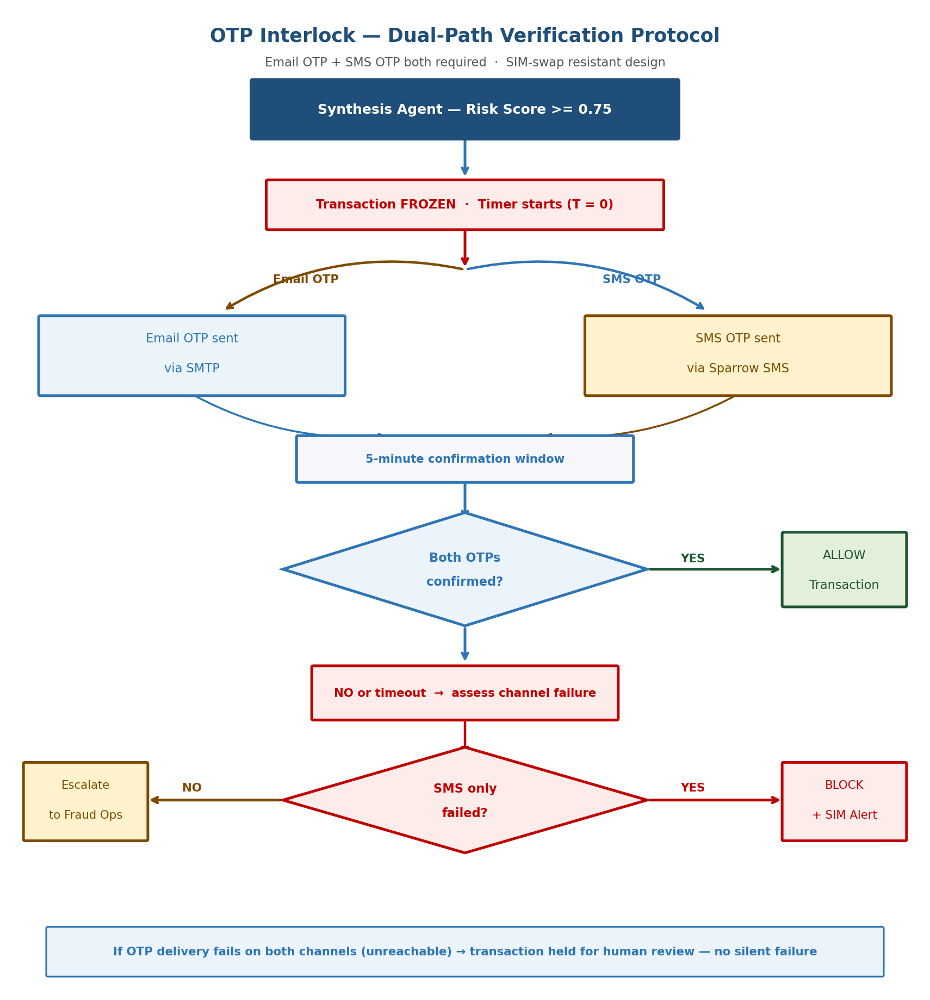 OTP Interlock — Dual-Path Verification Protocol
Email OTP + SMS OTP both required · SIM-swap resistant design
Synthesis Agent — Risk Score >= 0.75
Transaction FROZEN · Timer starts (T = 0)
Email OTP
SMS OTP
Email OTP sent
via SMTP
SMS OTP sent
via Sparrow SMS
5-minute confirmation window
Both OTPs
confirmed?
YES
ALLOW
Transaction
NO or timeout → assess channel failure
SMS only
failed?
NO
Escalate
to Fraud Ops
YES
BLOCK
+ SIM Alert
If OTP delivery fails on both channels (unreachable) → transaction held for human review — no silent failure